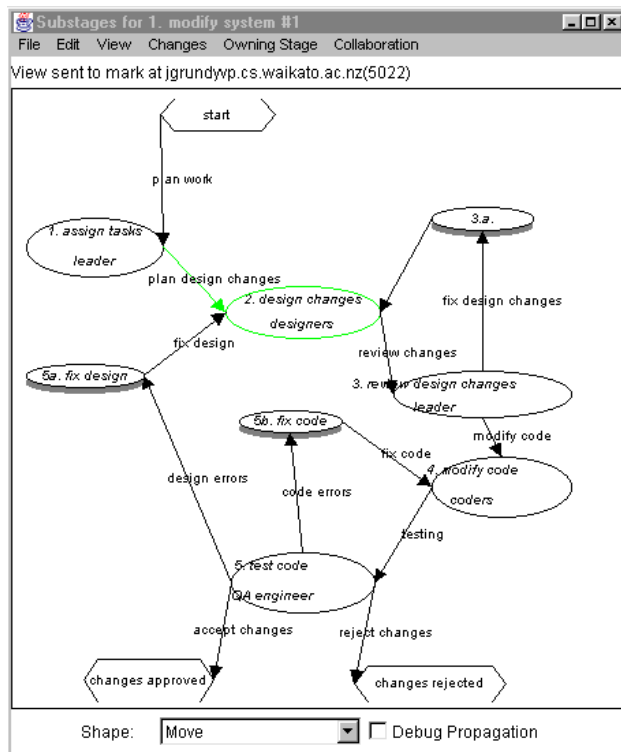 Substages for 1. modify system #1
File Edit View Changes Owning Stage Collaboration
View sent to mark at jgrundyvp.cs.waikato.ac.nz(5022)
start
plan work
1. assign tasks
leader
3.a.
plan design changes
2. design changes
designers
fix design changes
fix design
review changes
5a. fix design
3. review design changes
leader
5b. fix code
modify code
fix code
4. modify code
coders
design errors
code errors
testing
5. test code
QA engineer
accept changes
reject changes
changes approved
changes rejected
Shape: Move Debug Propagation